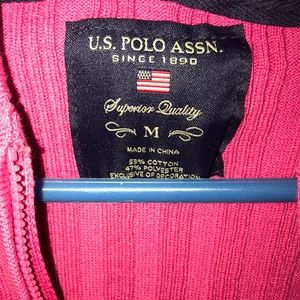 U.S. POLO ASSN.
SINCE 1890
Superior Quality
M
MADE IN CHINA
53% COTTON
47% POLYESTER
EXCLUSIVE OF DECORATION